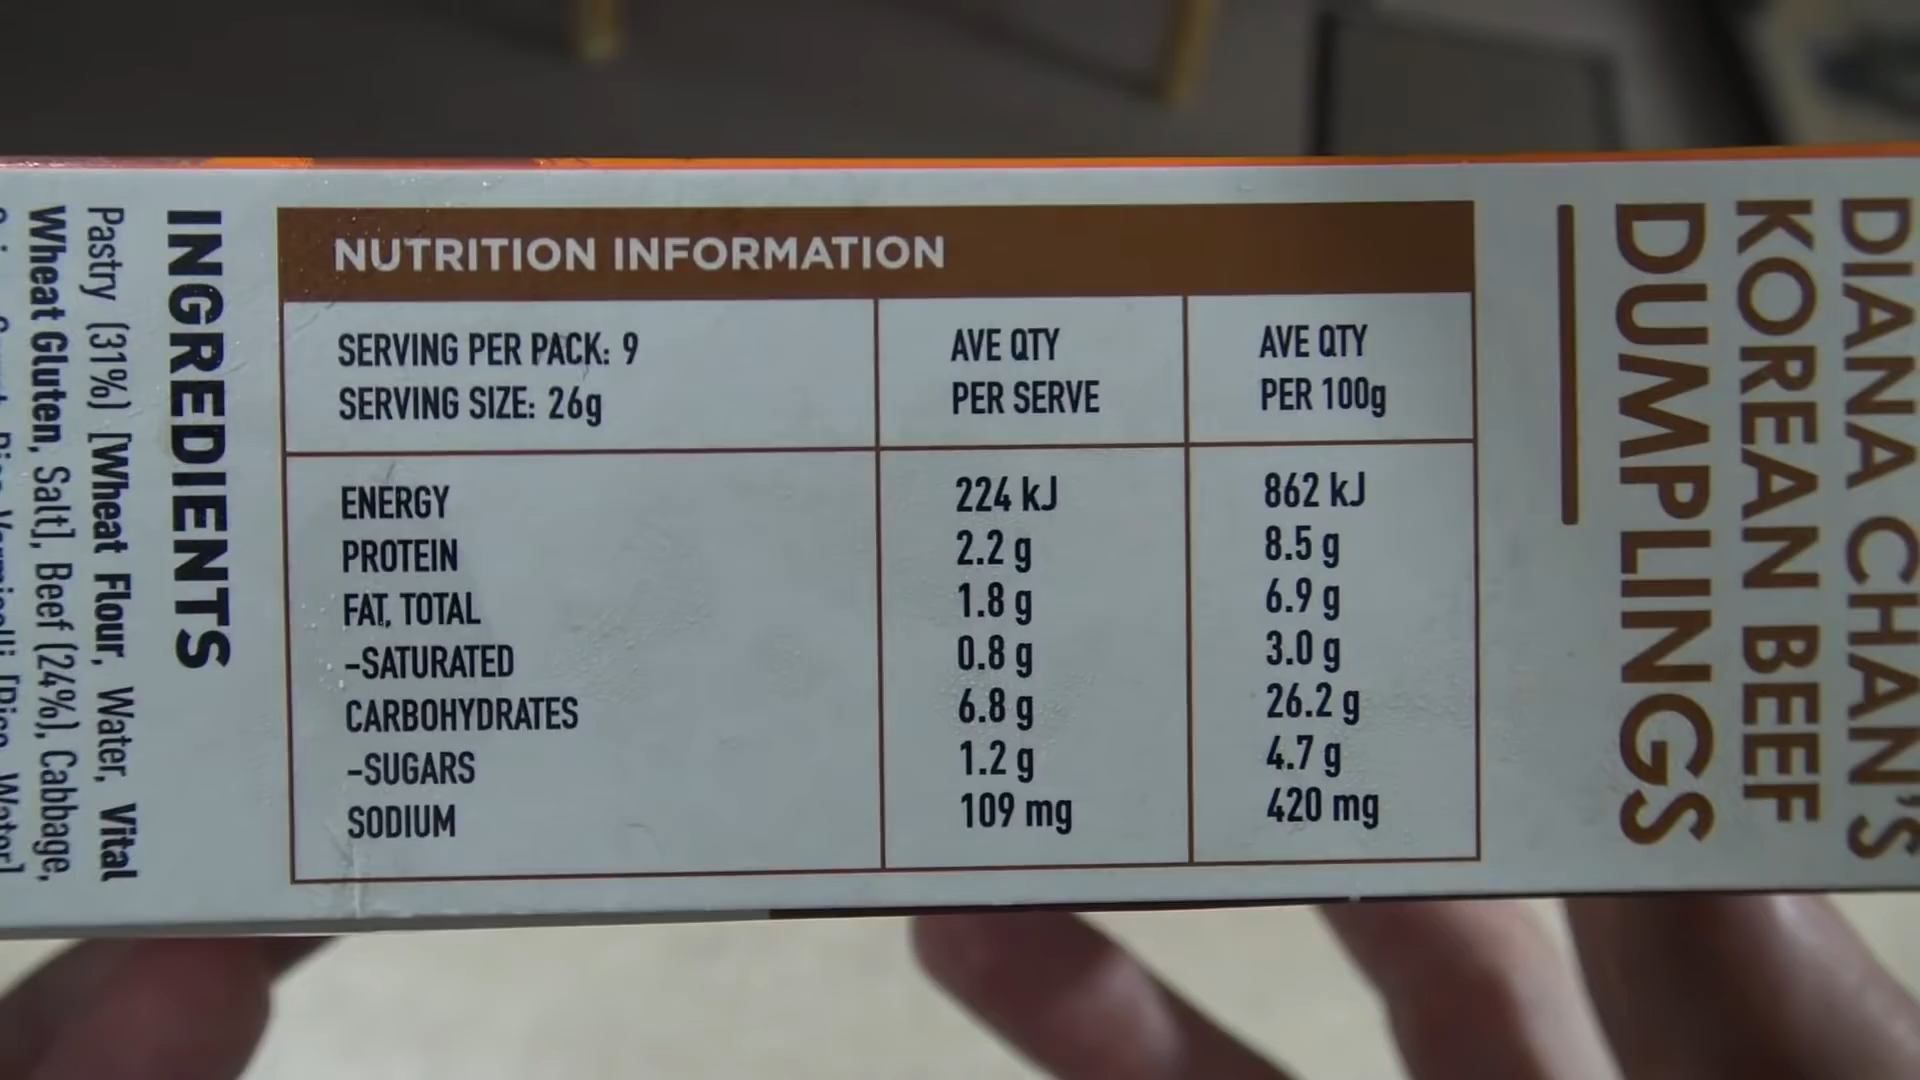 DIANA CHAN'S
KOREAN BEEF
DUMPLINGS
NUTRITION INFORMATION
SERVING PER PACK: 9
SERVING SIZE: 26g
AVE QTY
PER SERVE
AVE QTY
PER 100g
ENERGY 224 kJ 862 kJ
PROTEIN 2.2 g 8.5 g
FAT, TOTAL 1.8 g 6.9 g
-SATURATED 0.8 g 3.0 g
CARBOHYDRATES 6.8 g 26.2 g
-SUGARS 1.2 g 4.7 g
SODIUM 109 mg 420 mg
INGREDIENTS
Pastry (31%) [Wheat Flour, Water, Vital
Wheat Gluten, Salt], Beef (24%), Cabbage,